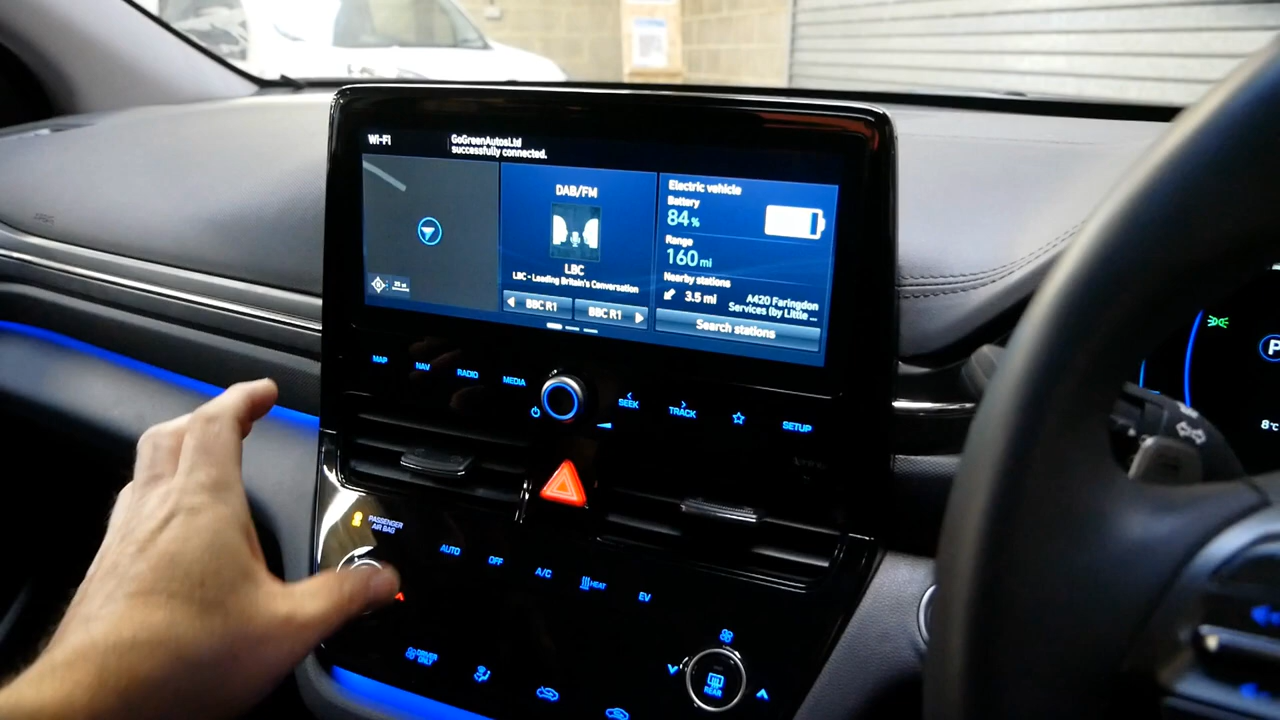 Wi-Fi
GoGreenAutosLtd
successfully connected.
DAB/FM
LBC
LBC - Leading Britain's Conversation
BBC R1
BBC R1
Electric vehicle
Battery
84%
Range
160 mi
Nearby stations
3.5 mi
A420 Faringdon
Services (by Little ...
Search stations
MAP
NAV
RADIO
MEDIA
SEEK
TRACK
SETUP
PASSENGER
AIR BAG
AUTO
OFF
A/C
HEAT
EV
DRIVER
ONLY
REAR
P
8°c